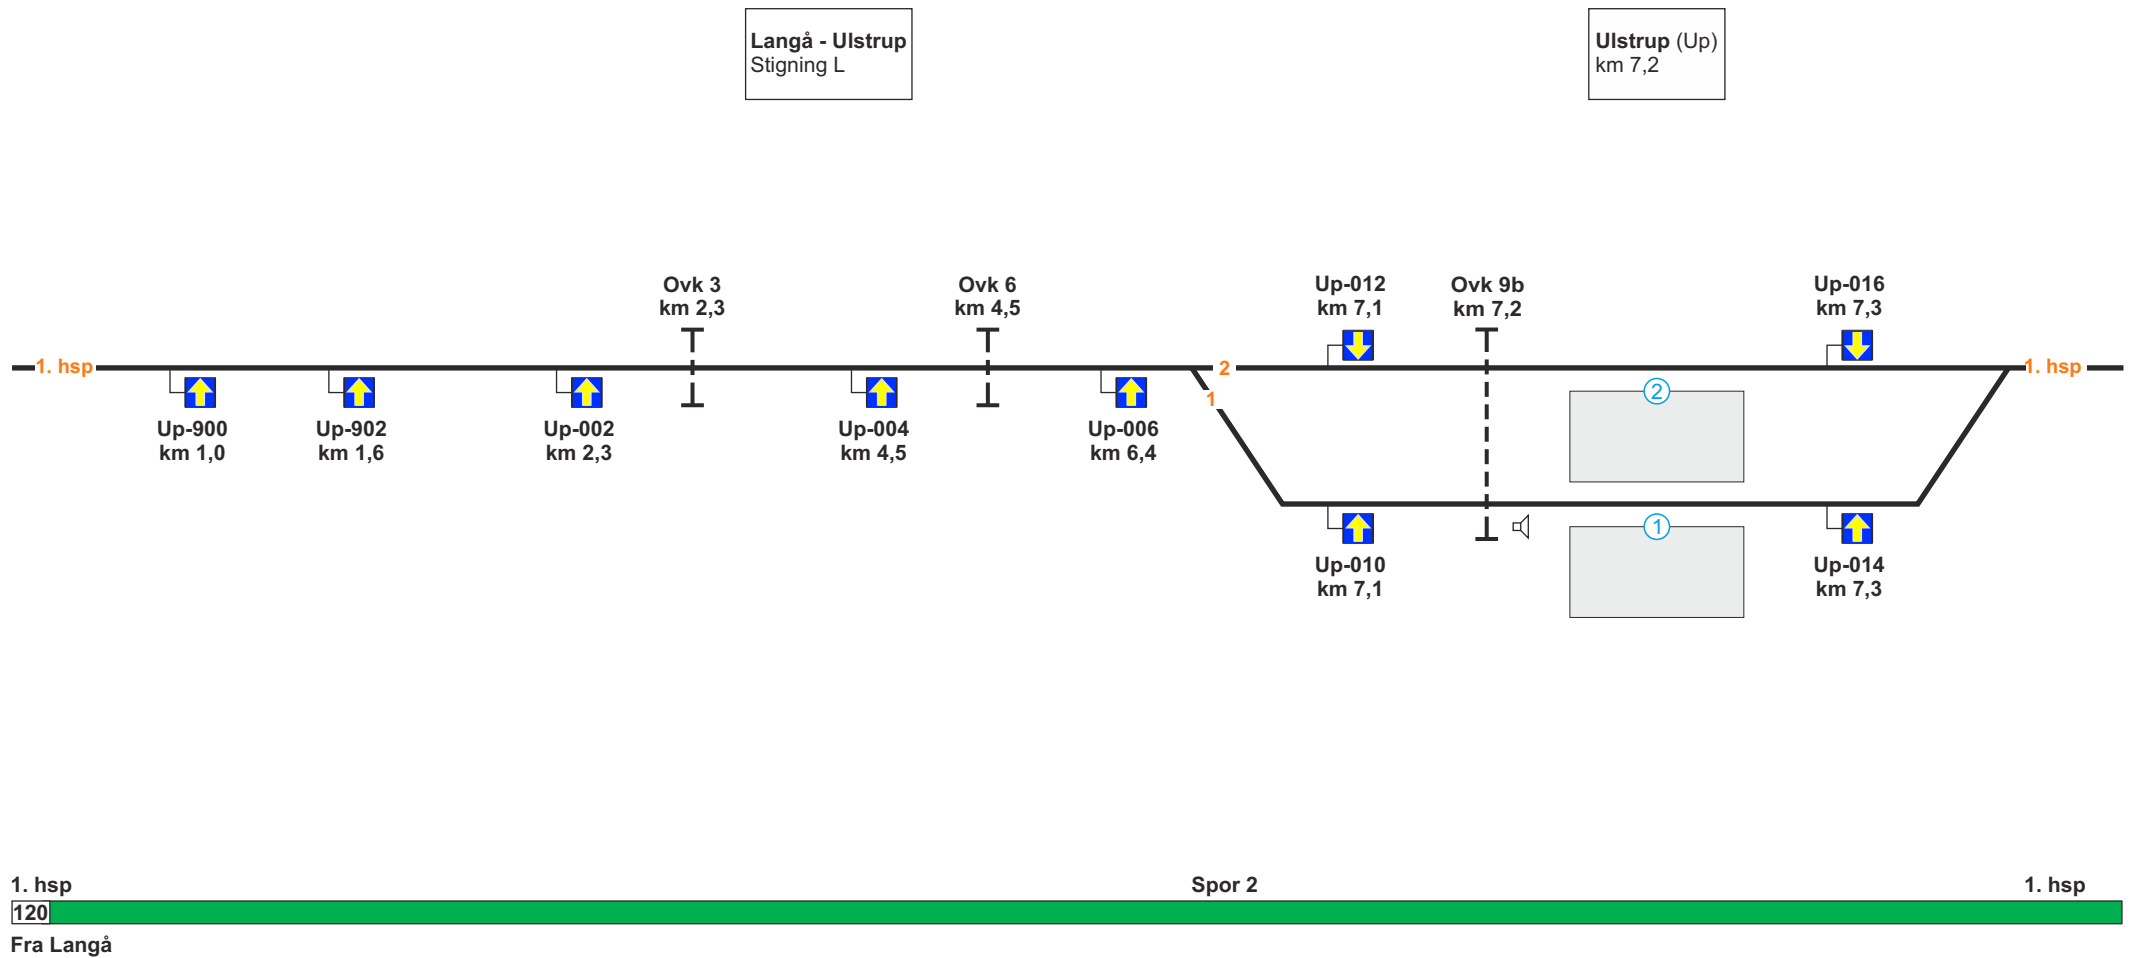 Langå - Ulstrup
Stigning L
Ulstrup (Up)
km 7,2
Ovk 3
km 2,3
Ovk 6
km 4,5
Up-012
km 7,1
Ovk 9b
km 7,2
Up-016
km 7,3
1. hsp
2
1. hsp
1
2
Up-900
km 1,0
Up-902
km 1,6
Up-002
km 2,3
Up-004
km 4,5
Up-006
km 6,4
1
Up-010
km 7,1
Up-014
km 7,3
1. hsp
Spor 2
1. hsp
120
Fra Langå